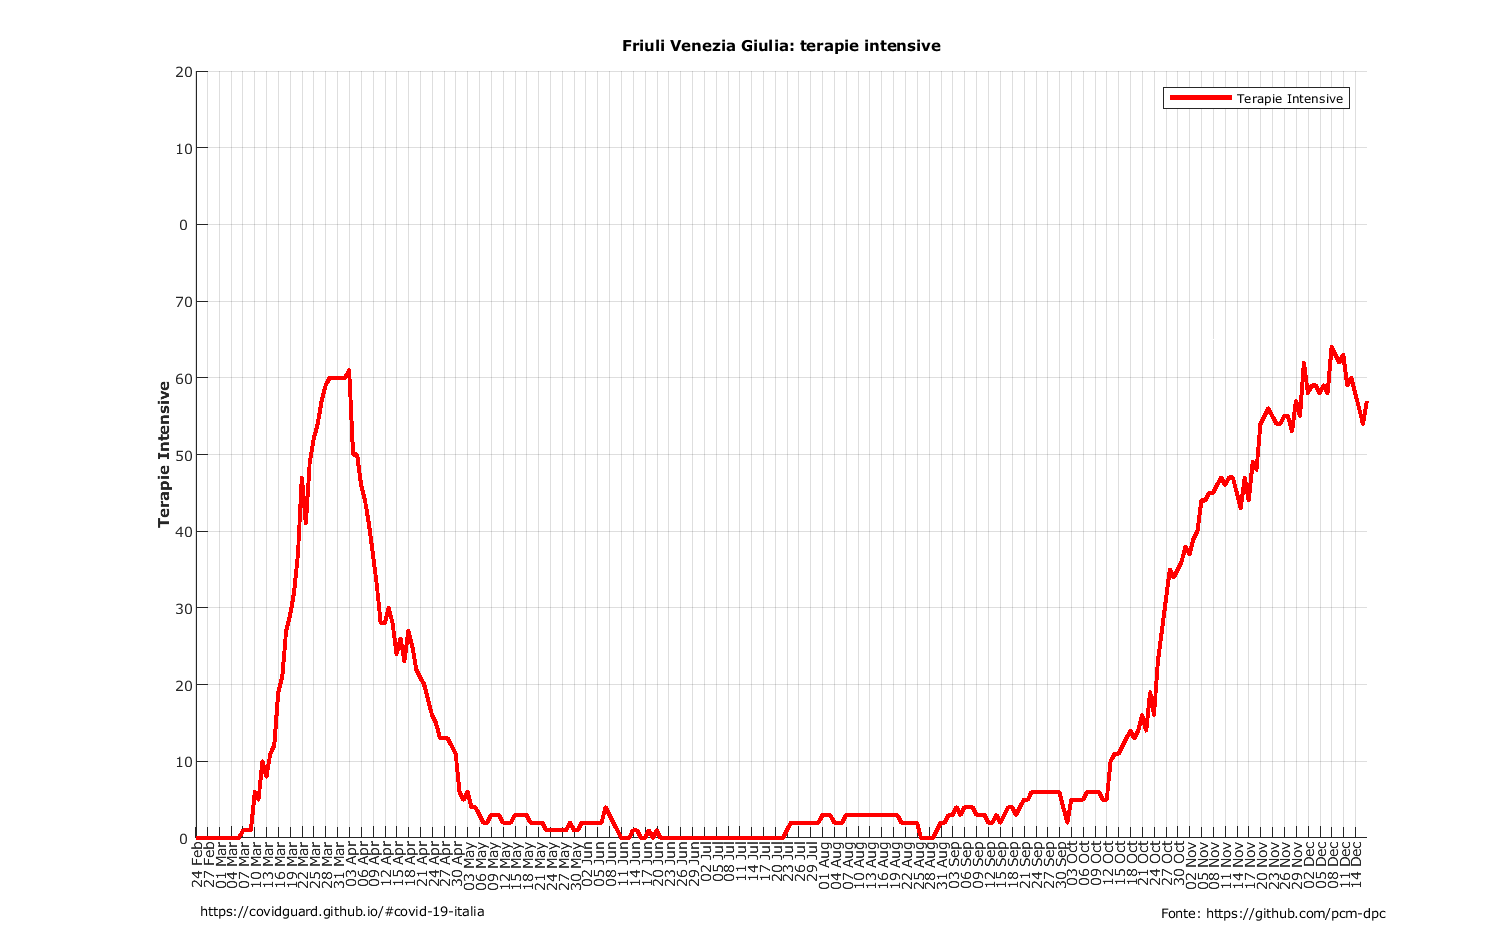 Friuli Venezia Giulia: terapie intensive
Terapie Intensive
20
10
0
70
60
50
40
30
20
10
0
Terapie Intensive
24 Feb
27 Feb
01 Mar
04 Mar
07 Mar
10 Mar
13 Mar
16 Mar
19 Mar
22 Mar
25 Mar
28 Mar
31 Mar
03 Apr
06 Apr
09 Apr
12 Apr
15 Apr
18 Apr
21 Apr
24 Apr
27 Apr
30 Apr
03 May
06 May
09 May
12 May
15 May
18 May
21 May
24 May
27 May
30 May
02 Jun
05 Jun
08 Jun
11 Jun
14 Jun
17 Jun
20 Jun
23 Jun
26 Jun
29 Jun
02 Jul
05 Jul
08 Jul
11 Jul
14 Jul
17 Jul
20 Jul
23 Jul
26 Jul
29 Jul
01 Aug
04 Aug
07 Aug
10 Aug
13 Aug
16 Aug
19 Aug
22 Aug
25 Aug
28 Aug
31 Aug
03 Sep
06 Sep
09 Sep
12 Sep
15 Sep
18 Sep
21 Sep
24 Sep
27 Sep
30 Sep
03 Oct
06 Oct
09 Oct
12 Oct
15 Oct
18 Oct
21 Oct
24 Oct
27 Oct
30 Oct
02 Nov
05 Nov
08 Nov
11 Nov
14 Nov
17 Nov
20 Nov
23 Nov
26 Nov
29 Nov
02 Dec
05 Dec
08 Dec
11 Dec
14 Dec
https://covidguard.github.io/#covid-19-italia
Fonte: https://github.com/pcm-dpc